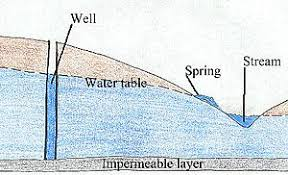 Well
Stream
Spring
Water table
Impermeable layer